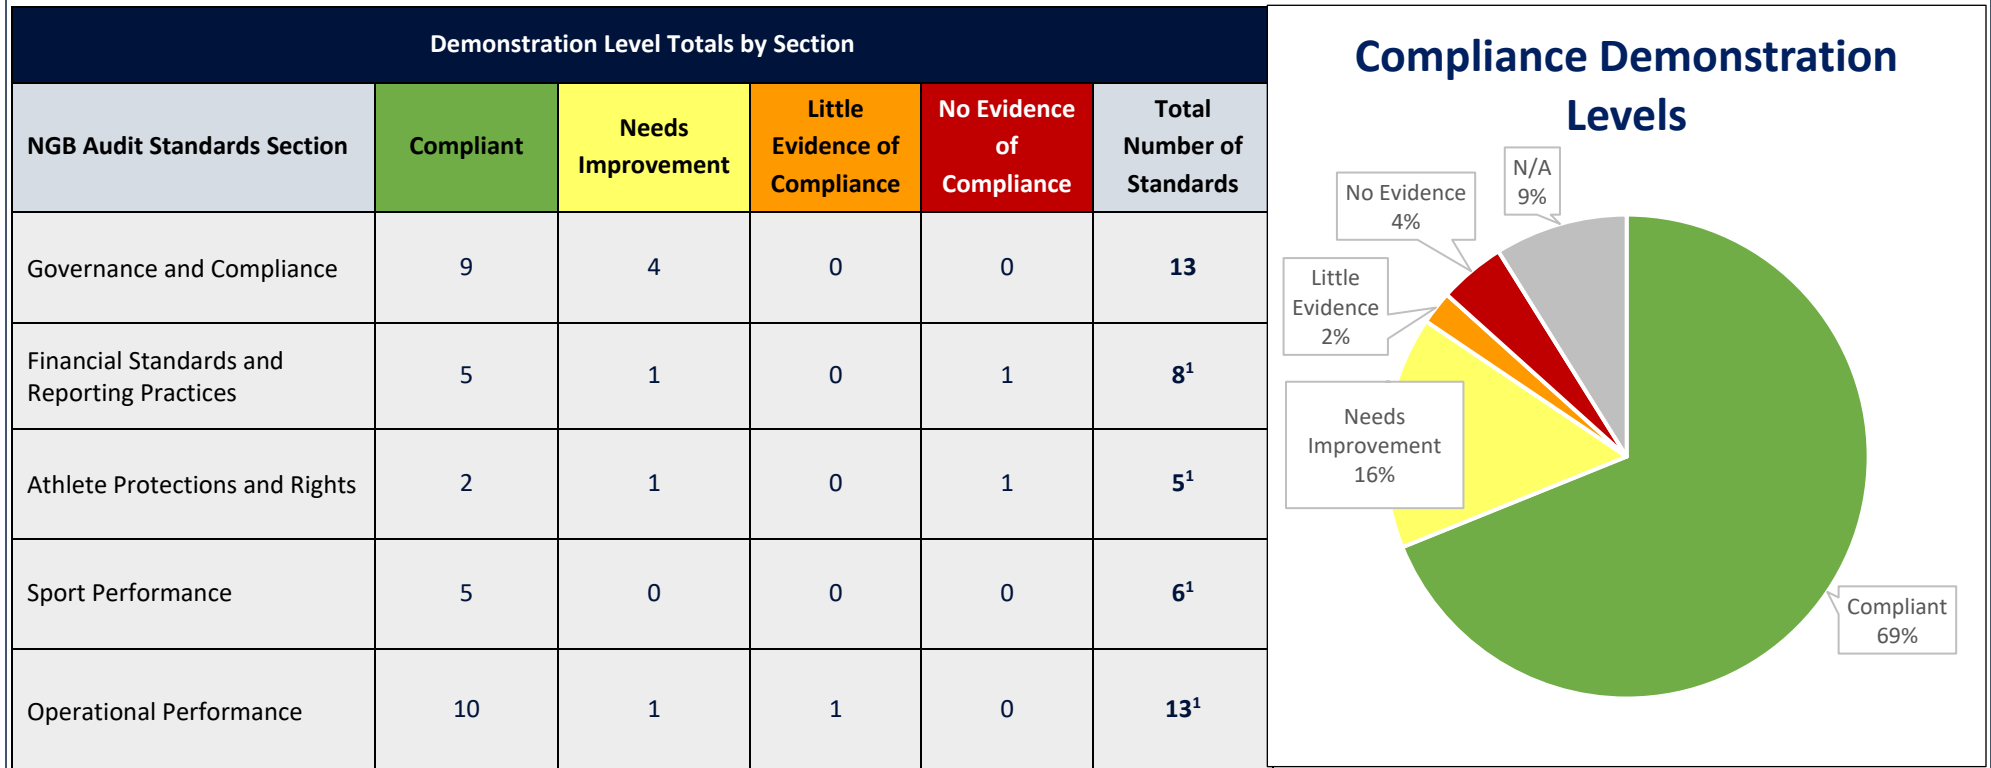 Demonstration Level Totals by Section
NGB Audit Standards Section
Compliant
Needs
Improvement
Little
Evidence of
Compliance
No Evidence
of
Compliance
Total
Number of
Standards
Governance and Compliance
9
4
0
0
13
Financial Standards and
Reporting Practices
5
1
0
1
8¹
Athlete Protections and Rights
2
1
0
1
5¹
Sport Performance
5
0
0
0
6¹
Operational Performance
10
1
1
0
13¹
Compliance Demonstration
Levels
N/A
9%
No Evidence
4%
Little
Evidence
2%
Needs
Improvement
16%
Compliant
69%